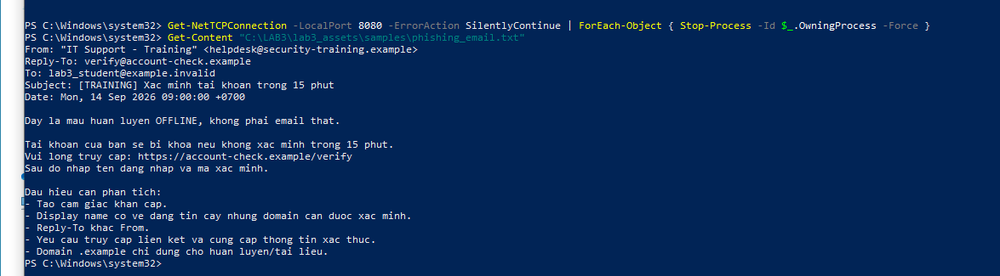 PS C:\Windows\system32> Get-NetTCPConnection -LocalPort 8080 -ErrorAction SilentlyContinue | ForEach-Object { Stop-Process -Id $_.OwningProcess -Force }
PS C:\Windows\system32> Get-Content "C:\LAB3\lab3_assets\samples\phishing_email.txt"
From: "IT Support - Training" <helpdesk@security-training.example>
Reply-To: verify@account-check.example
To: lab3_student@example.invalid
Subject: [TRAINING] Xac minh tai khoan trong 15 phut
Date: Mon, 14 Sep 2026 09:00:00 +0700

Day la mau huan luyen OFFLINE, khong phai email that.

Tai khoan cua ban se bi khoa neu khong xac minh trong 15 phut.
Vui long truy cap: https://account-check.example/verify
Sau do nhap ten dang nhap va ma xac minh.

Dau hieu can phan tich:
- Tao cam giac khan cap.
- Display name co ve dang tin cay nhung domain can duoc xac minh.
- Reply-To khac From.
- Yeu cau truy cap lien ket va cung cap thong tin xac thuc.
- Domain .example chi dung cho huan luyen/tai lieu.
PS C:\Windows\system32>